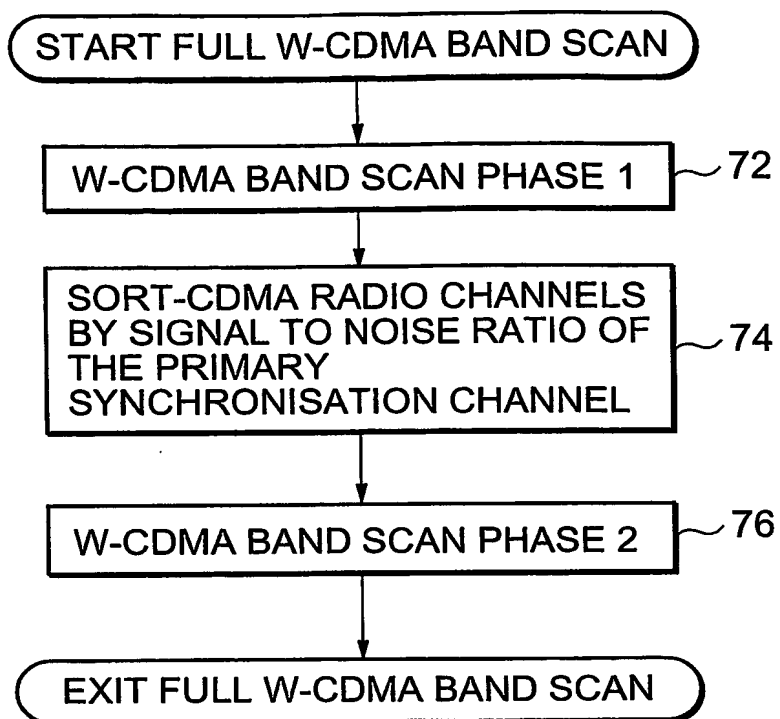 START FULL W-CDMA BAND SCAN
W-CDMA BAND SCAN PHASE 1
72
SORT-CDMA RADIO CHANNELS
BY SIGNAL TO NOISE RATIO OF
THE PRIMARY
SYNCHRONISATION CHANNEL
74
W-CDMA BAND SCAN PHASE 2
76
EXIT FULL W-CDMA BAND SCAN